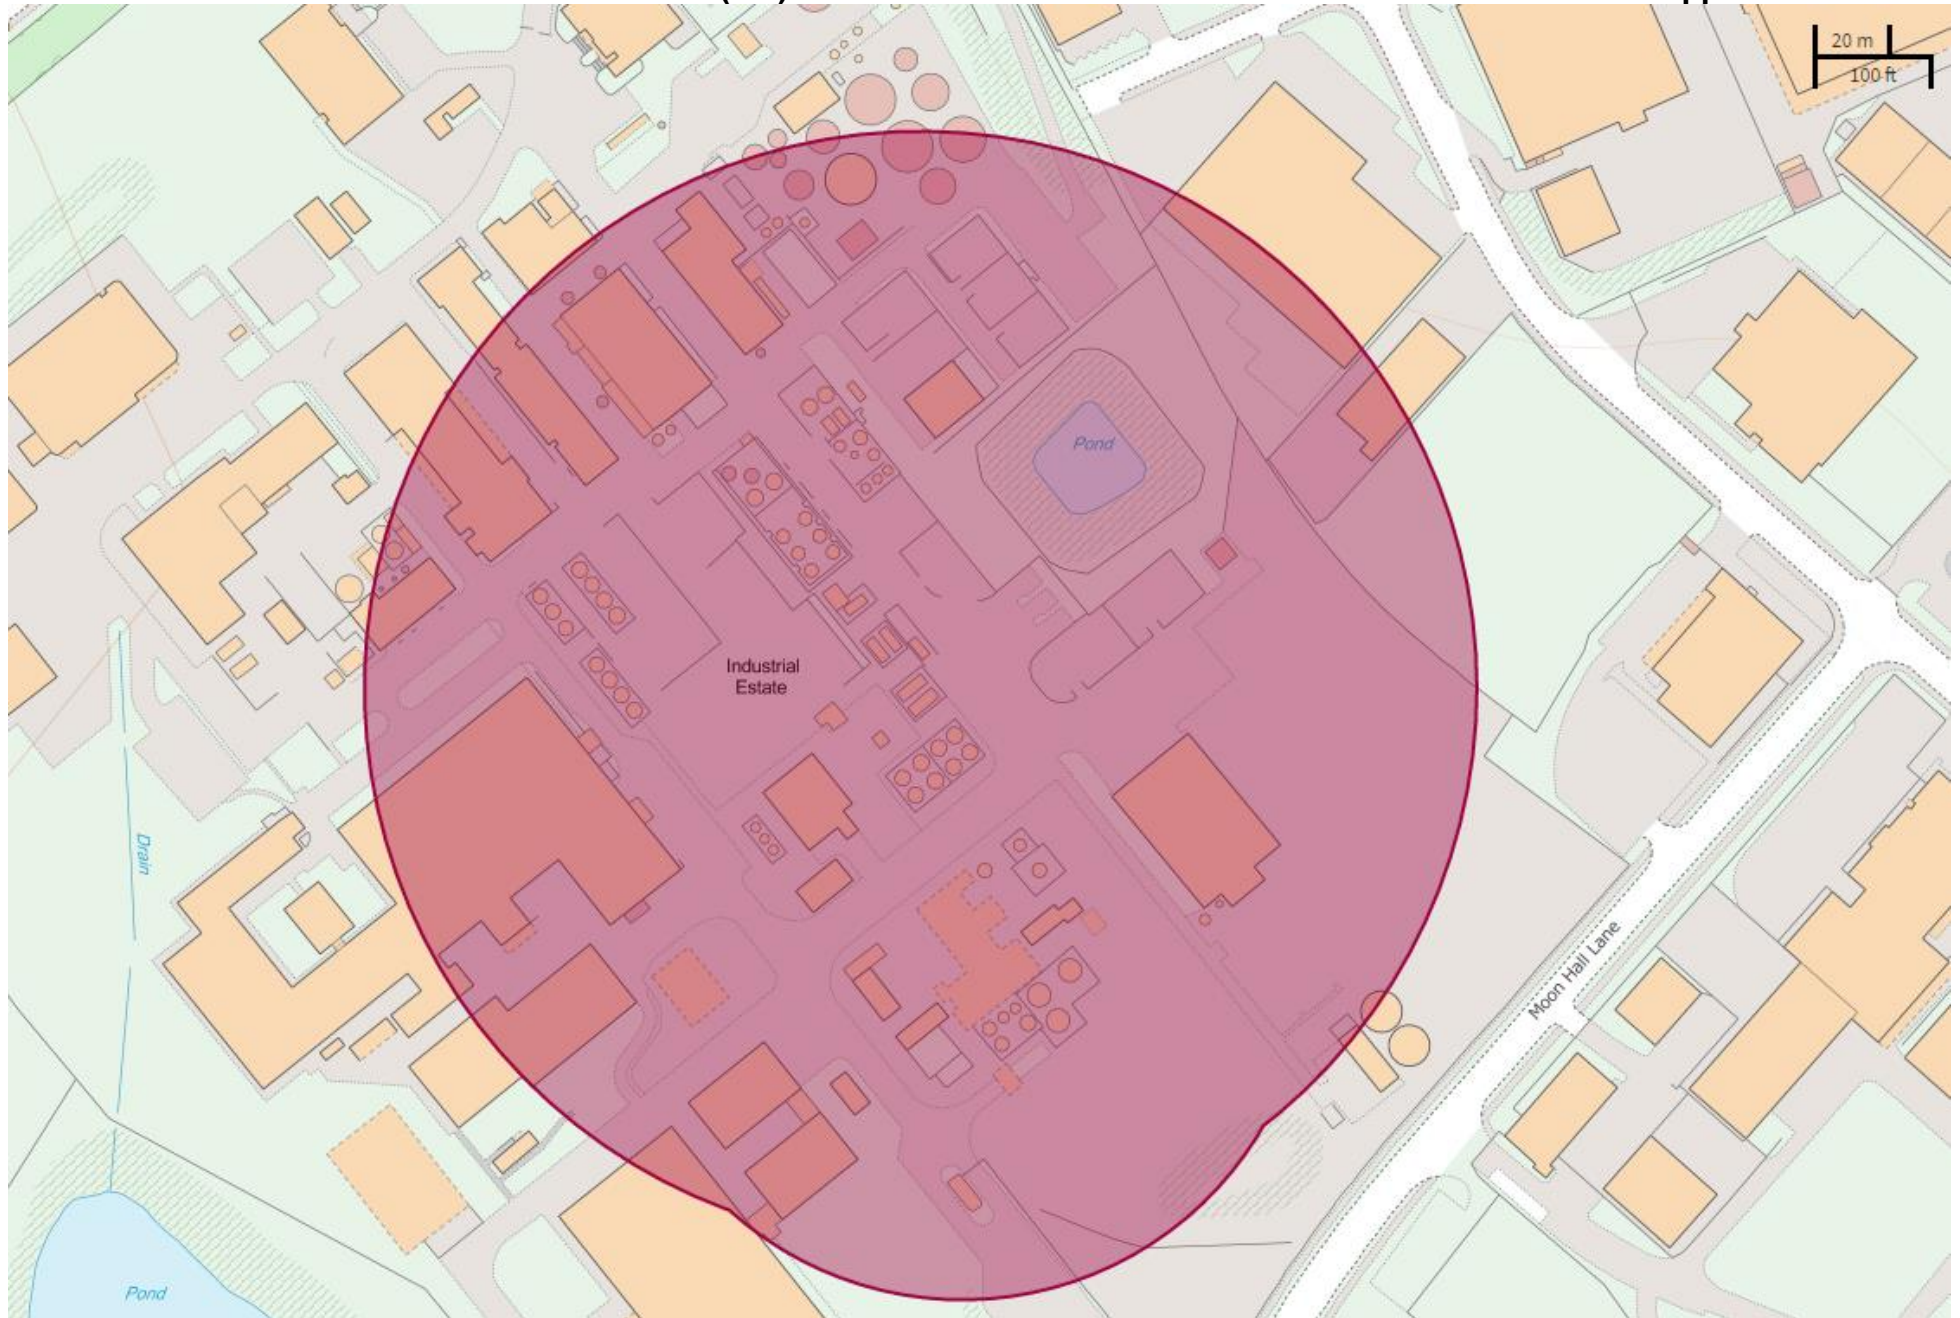 20 m
100 ft
Pond
Industrial
Estate
Drain
Moon Hall Lane
Pond